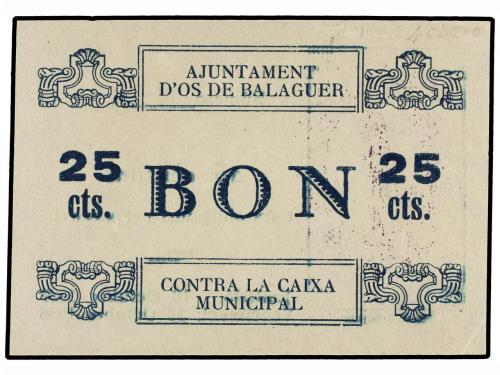 AJUNTAMENT
D'OS DE BALAGUER
25 BON 25
cts. cts.
CONTRA LA CAIXA
MUNICIPAL